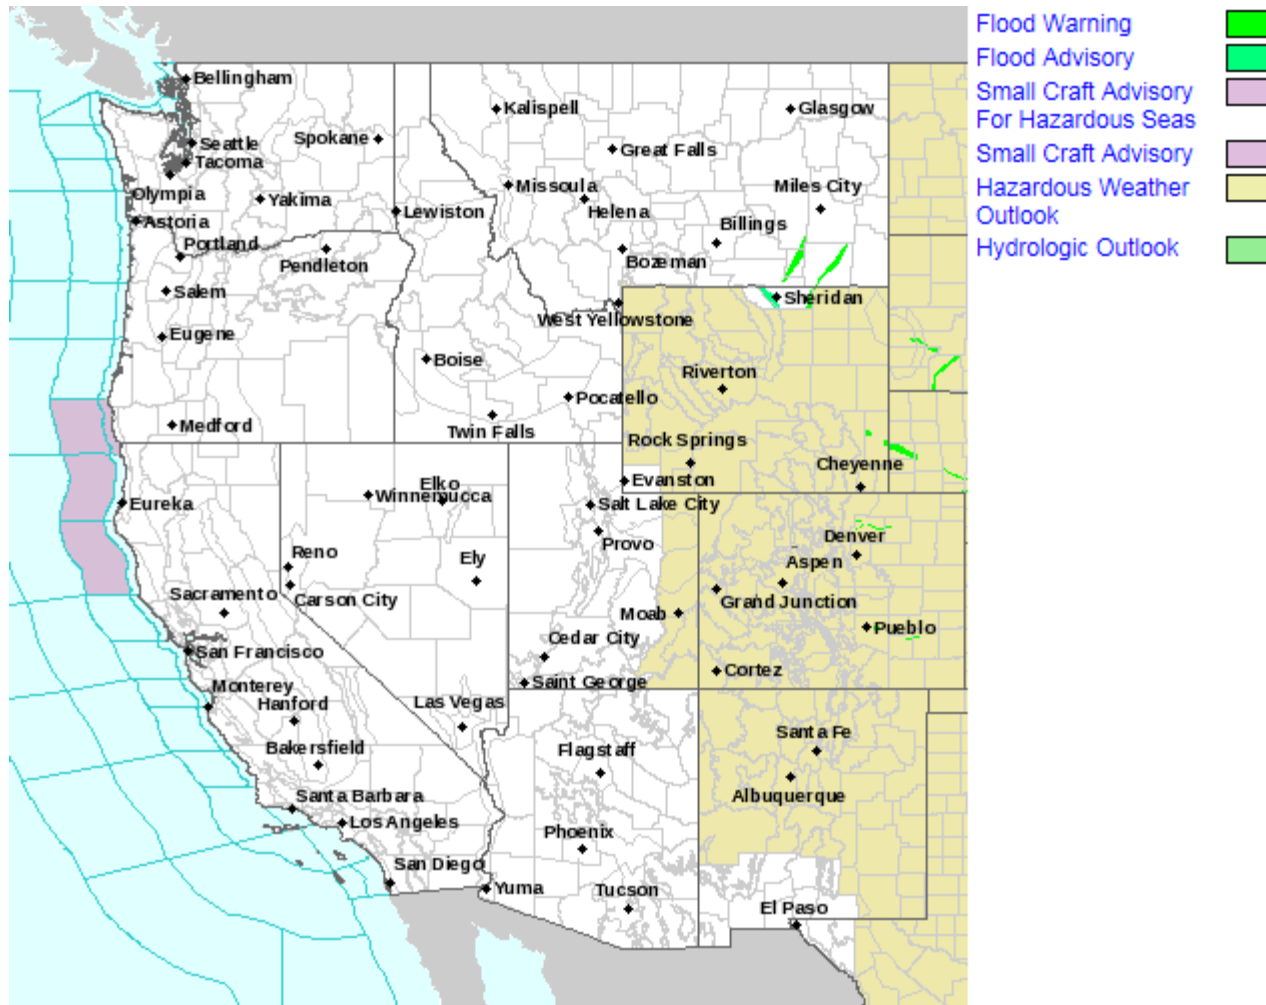 Flood Warning
Flood Advisory
Small Craft Advisory
For Hazardous Seas
Small Craft Advisory
Hazardous Weather
Outlook
Hydrologic Outlook
Bellingham
Seattle
Tacoma
Olympia
Spokane
Yakima
Astoria
Portland
Pendleton
Lewiston
Salem
Eugene
Medford
Kalispell
Glasgow
Great Falls
Missoula
Helena
Miles City
Billings
Bozeman
Sheridan
West Yellowstone
Boise
Pocatello
Twin Falls
Riverton
Rock Springs
Cheyenne
Evanston
Eureka
Elko
Winnemucca
Salt Lake City
Provo
Reno
Ely
Carson City
Sacramento
Denver
Aspen
Grand Junction
Moab
Pueblo
Cedar City
Cortez
San Francisco
Saint George
Monterey
Hanford
Las Vegas
Bakersfield
Flagstaff
Santa Fe
Albuquerque
Santa Barbara
Los Angeles
Phoenix
San Diego
Yuma
Tucson
El Paso